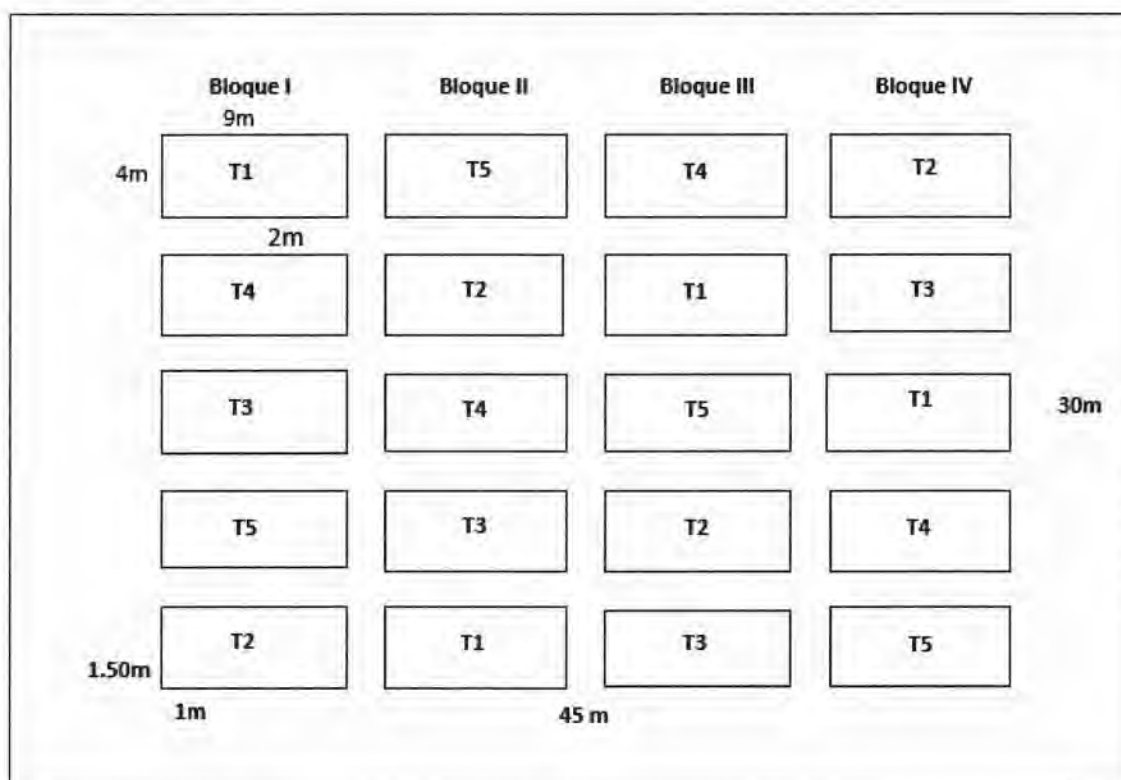 Bloque I Bloque II Bloque III Bloque IV
9m
4m T1 T5 T4 T2
2m
T4 T2 T1 T3
T3 T4 T5 T1 30m
T5 T3 T2 T4
T2 T1 T3 T5
1.50m
1m 45 m